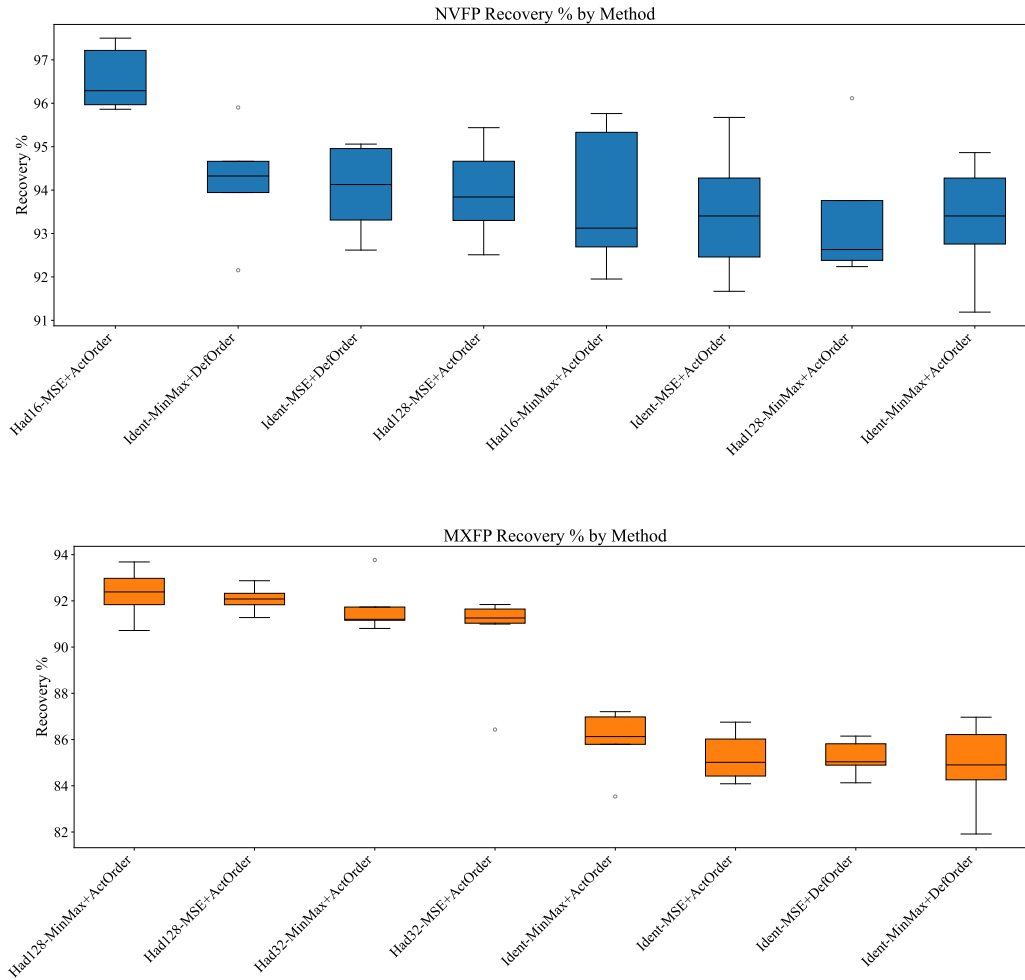 NVFP Recovery % by Method
Recovery %
97
96
95
94
93
92
91
Had16-MSE+ActOrder
Ident-MinMax+DefOrder
Ident-MSE+DefOrder
Had128-MSE+ActOrder
Had16-MinMax+ActOrder
Ident-MSE+ActOrder
Had128-MinMax+ActOrder
Ident-MinMax+ActOrder
MXFP Recovery % by Method
Recovery %
94
92
90
88
86
84
82
Had128-MinMax+ActOrder
Had128-MSE+ActOrder
Had32-MinMax+ActOrder
Had32-MSE+ActOrder
Ident-MinMax+ActOrder
Ident-MSE+ActOrder
Ident-MSE+DefOrder
Ident-MinMax+DefOrder